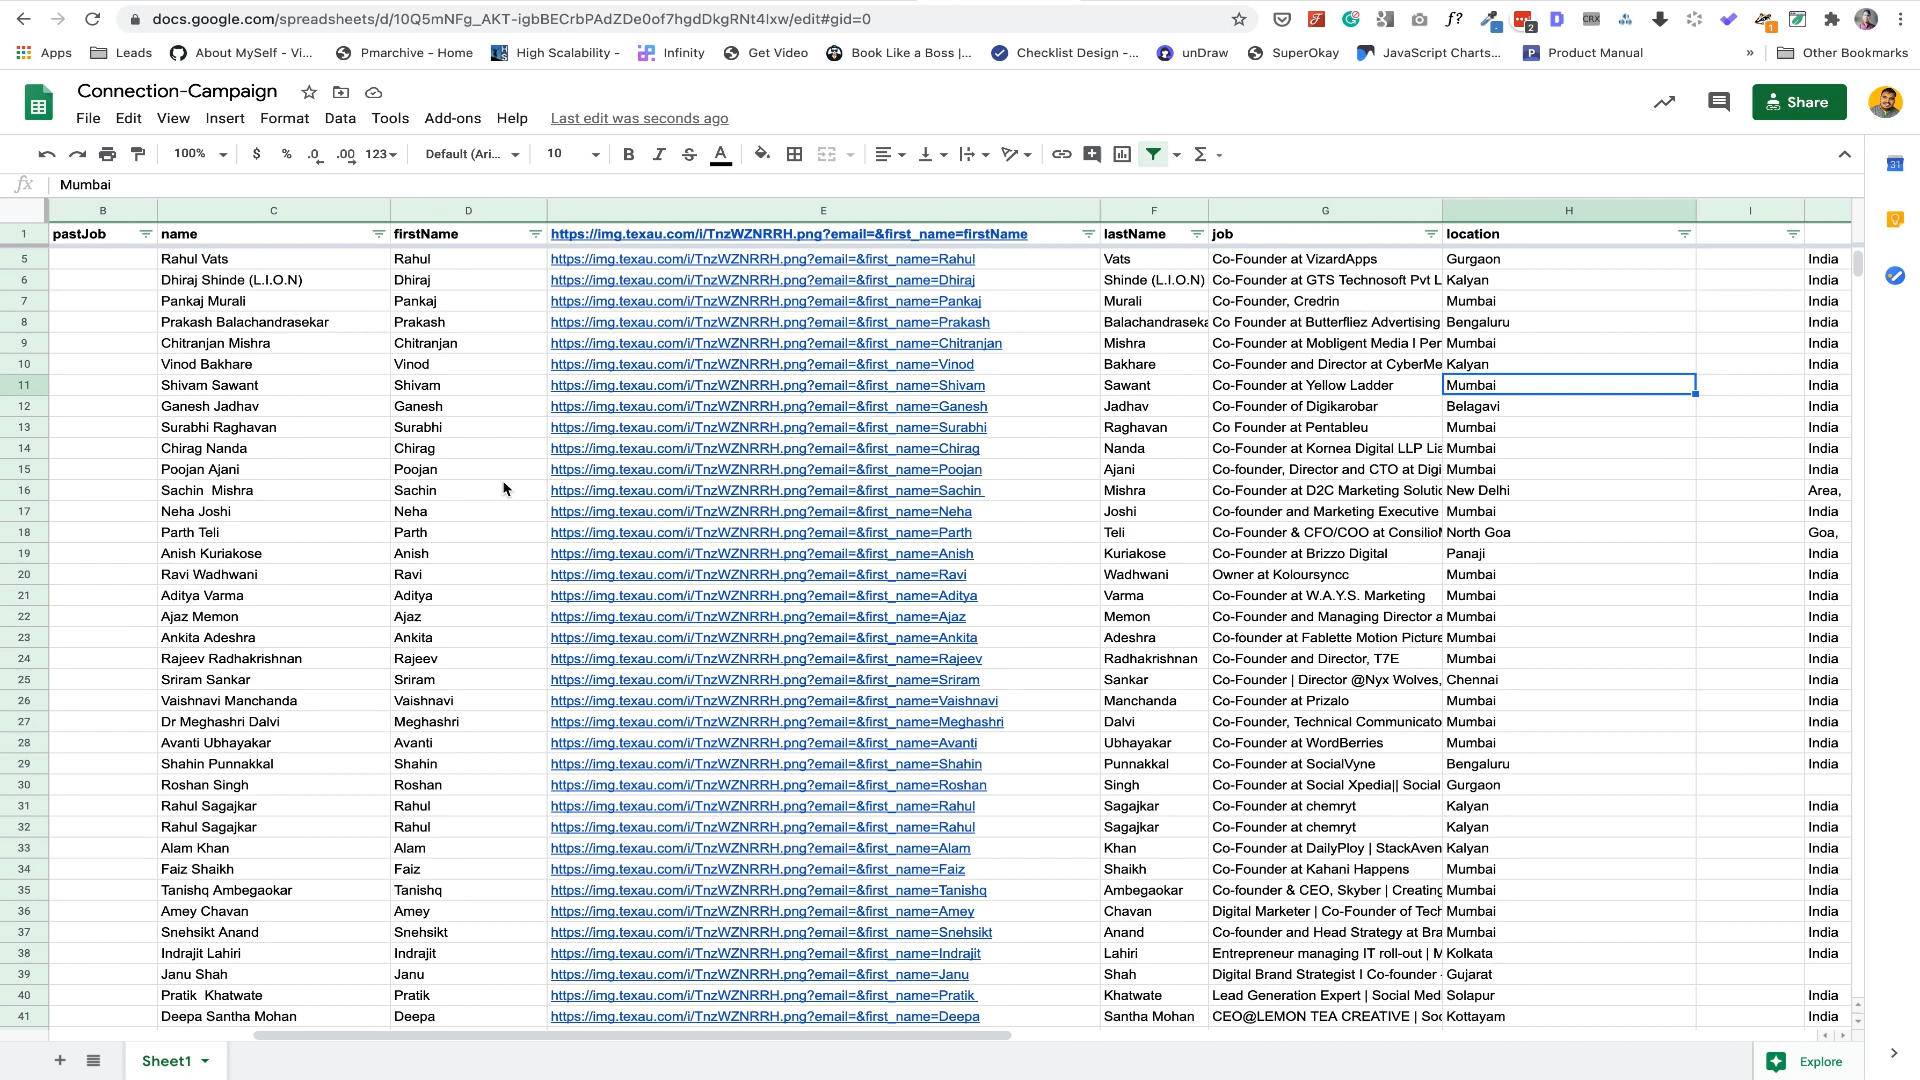 docs.google.com/spreadsheets/d/10Q5mNFg_AKT-igbBECrbPAdZDe0of7hgdDkgRNt4lxw/edit#gid=0
f?
CRX
2
1
Apps Leads About MySelf - Vi... Pmarchive - Home High Scalability - Infinity Get Video Book Like a Boss |... Checklist Design -... unDraw SuperOkay JavaScript Charts... Product Manual » Other Bookmarks
Connection-Campaign
Share
File Edit View Insert Format Data Tools Add-ons Help Last edit was seconds ago
100% $ % .0 .00 123 Default (Ari... 10 B I S A Σ
31
fx Mumbai
B C D E F G H I
1 pastJob name firstName https://img.texau.com/i/TnzWZNRRH.png?email=&first_name=firstName lastName job location
5 Rahul Vats Rahul https://img.texau.com/i/TnzWZNRRH.png?email=&first_name=Rahul Vats Co-Founder at VizardApps Gurgaon India
6 Dhiraj Shinde (L.I.O.N) Dhiraj https://img.texau.com/i/TnzWZNRRH.png?email=&first_name=Dhiraj Shinde (L.I.O.N) Co-Founder at GTS Technosoft Pvt L Kalyan India
7 Pankaj Murali Pankaj https://img.texau.com/i/TnzWZNRRH.png?email=&first_name=Pankaj Murali Co-Founder, Credrin Mumbai India
8 Prakash Balachandrasekar Prakash https://img.texau.com/i/TnzWZNRRH.png?email=&first_name=Prakash Balachandraseka Co Founder at Butterfliez Advertising Bengaluru India
9 Chitranjan Mishra Chitranjan https://img.texau.com/i/TnzWZNRRH.png?email=&first_name=Chitranjan Mishra Co-Founder at Mobligent Media I Per Mumbai India
10 Vinod Bakhare Vinod https://img.texau.com/i/TnzWZNRRH.png?email=&first_name=Vinod Bakhare Co-Founder and Director at CyberMe Kalyan India
11 Shivam Sawant Shivam https://img.texau.com/i/TnzWZNRRH.png?email=&first_name=Shivam Sawant Co-Founder at Yellow Ladder Mumbai India
12 Ganesh Jadhav Ganesh https://img.texau.com/i/TnzWZNRRH.png?email=&first_name=Ganesh Jadhav Co-Founder of Digikarobar Belagavi India
13 Surabhi Raghavan Surabhi https://img.texau.com/i/TnzWZNRRH.png?email=&first_name=Surabhi Raghavan Co Founder at Pentableu Mumbai India
14 Chirag Nanda Chirag https://img.texau.com/i/TnzWZNRRH.png?email=&first_name=Chirag Nanda Co-Founder at Kornea Digital LLP Lia Mumbai India
15 Poojan Ajani Poojan https://img.texau.com/i/TnzWZNRRH.png?email=&first_name=Poojan Ajani Co-founder, Director and CTO at Digi Mumbai India
16 Sachin Mishra Sachin https://img.texau.com/i/TnzWZNRRH.png?email=&first_name=Sachin Mishra Co-Founder at D2C Marketing Solutic New Delhi Area,
17 Neha Joshi Neha https://img.texau.com/i/TnzWZNRRH.png?email=&first_name=Neha Joshi Co-founder and Marketing Executive Mumbai India
18 Parth Teli Parth https://img.texau.com/i/TnzWZNRRH.png?email=&first_name=Parth Teli Co-Founder & CFO/COO at ConsilioM North Goa Goa,
19 Anish Kuriakose Anish https://img.texau.com/i/TnzWZNRRH.png?email=&first_name=Anish Kuriakose Co-Founder at Brizzo Digital Panaji India
20 Ravi Wadhwani Ravi https://img.texau.com/i/TnzWZNRRH.png?email=&first_name=Ravi Wadhwani Owner at Koloursyncc Mumbai India
21 Aditya Varma Aditya https://img.texau.com/i/TnzWZNRRH.png?email=&first_name=Aditya Varma Co-Founder at W.A.Y.S. Marketing Mumbai India
22 Ajaz Memon Ajaz https://img.texau.com/i/TnzWZNRRH.png?email=&first_name=Ajaz Memon Co-Founder and Managing Director a Mumbai India
23 Ankita Adeshra Ankita https://img.texau.com/i/TnzWZNRRH.png?email=&first_name=Ankita Adeshra Co-founder at Fablette Motion Picture Mumbai India
24 Rajeev Radhakrishnan Rajeev https://img.texau.com/i/TnzWZNRRH.png?email=&first_name=Rajeev Radhakrishnan Co-Founder and Director, T7E Mumbai India
25 Sriram Sankar Sriram https://img.texau.com/i/TnzWZNRRH.png?email=&first_name=Sriram Sankar Co-Founder | Director @Nyx Wolves, Chennai India
26 Vaishnavi Manchanda Vaishnavi https://img.texau.com/i/TnzWZNRRH.png?email=&first_name=Vaishnavi Manchanda Co-Founder at Prizalo Mumbai India
27 Dr Meghashri Dalvi Meghashri https://img.texau.com/i/TnzWZNRRH.png?email=&first_name=Meghashri Dalvi Co-Founder, Technical Communicato Mumbai India
28 Avanti Ubhayakar Avanti https://img.texau.com/i/TnzWZNRRH.png?email=&first_name=Avanti Ubhayakar Co-Founder at WordBerries Mumbai India
29 Shahin Punnakkal Shahin https://img.texau.com/i/TnzWZNRRH.png?email=&first_name=Shahin Punnakkal Co-Founder at SocialVyne Bengaluru India
30 Roshan Singh Roshan https://img.texau.com/i/TnzWZNRRH.png?email=&first_name=Roshan Singh Co-Founder at Social Xpedia|| Social Gurgaon
31 Rahul Sagajkar Rahul https://img.texau.com/i/TnzWZNRRH.png?email=&first_name=Rahul Sagajkar Co-Founder at chemryt Kalyan India
32 Rahul Sagajkar Rahul https://img.texau.com/i/TnzWZNRRH.png?email=&first_name=Rahul Sagajkar Co-Founder at chemryt Kalyan India
33 Alam Khan Alam https://img.texau.com/i/TnzWZNRRH.png?email=&first_name=Alam Khan Co-Founder at DailyPloy | StackAven Kalyan India
34 Faiz Shaikh Faiz https://img.texau.com/i/TnzWZNRRH.png?email=&first_name=Faiz Shaikh Co-Founder at Kahani Happens Mumbai India
35 Tanishq Ambegaokar Tanishq https://img.texau.com/i/TnzWZNRRH.png?email=&first_name=Tanishq Ambegaokar Co-founder & CEO, Skyber | Creating Mumbai India
36 Amey Chavan Amey https://img.texau.com/i/TnzWZNRRH.png?email=&first_name=Amey Chavan Digital Marketer | Co-Founder of Tech Mumbai India
37 Snehsikt Anand Snehsikt https://img.texau.com/i/TnzWZNRRH.png?email=&first_name=Snehsikt Anand Co-founder and Head Strategy at Bra Mumbai India
38 Indrajit Lahiri Indrajit https://img.texau.com/i/TnzWZNRRH.png?email=&first_name=Indrajit Lahiri Entrepreneur managing IT roll-out | M Kolkata India
39 Janu Shah Janu https://img.texau.com/i/TnzWZNRRH.png?email=&first_name=Janu Shah Digital Brand Strategist I Co-founder - Gujarat
40 Pratik Khatwate Pratik https://img.texau.com/i/TnzWZNRRH.png?email=&first_name=Pratik Khatwate Lead Generation Expert | Social Med Solapur India
41 Deepa Santha Mohan Deepa https://img.texau.com/i/TnzWZNRRH.png?email=&first_name=Deepa Santha Mohan CEO@LEMON TEA CREATIVE | Soc Kottayam India
Sheet1
Explore